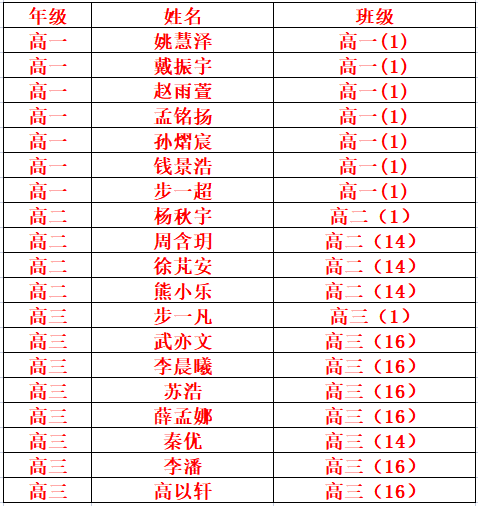 年级 姓名 班级
高一 姚慧泽 高一(1)
高一 戴振宇 高一(1)
高一 赵雨萱 高一(1)
高一 孟铭扬 高一(1)
高一 孙熠宸 高一(1)
高一 钱景浩 高一(1)
高一 步一超 高一(1)
高二 杨秋宇 高二（1）
高二 周含玥 高二（14）
高二 徐芃安 高二（14）
高二 熊小乐 高二（14）
高三 步一凡 高三（1）
高三 武亦文 高三（16）
高三 李晨曦 高三（16）
高三 苏浩 高三（16）
高三 薛孟娜 高三（16）
高三 秦优 高三（14）
高三 李潘 高三（16）
高三 高以轩 高三（16）